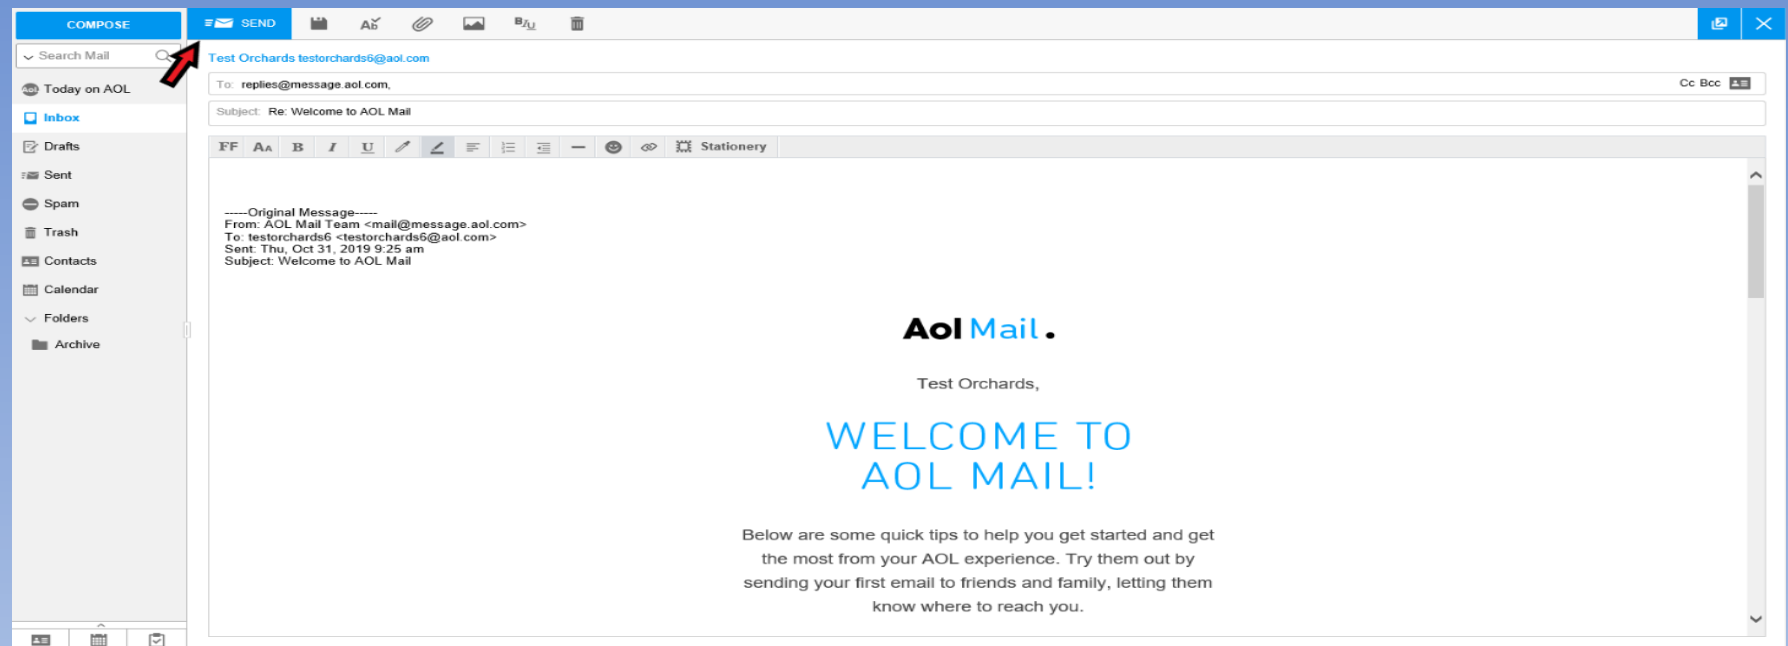 COMPOSE
SEND
Search Mail
Test Orchards testorchards6@aol.com
Today on AOL
To: replies@message.aol.com,
Cc Bcc
Inbox
Subject: Re: Welcome to AOL Mail
Drafts
FF AA B I U Stationery
Sent
Spam
Trash
Contacts
Calendar
Folders
Archive
-----Original Message-----
From: AOL Mail Team <mail@message.aol.com>
To: testorchards6 <testorchards6@aol.com>
Sent: Thu, Oct 31, 2019 9:25 am
Subject: Welcome to AOL Mail
Aol Mail.
Test Orchards,
WELCOME TO
AOL MAIL!
Below are some quick tips to help you get started and get
the most from your AOL experience. Try them out by
sending your first email to friends and family, letting them
know where to reach you.